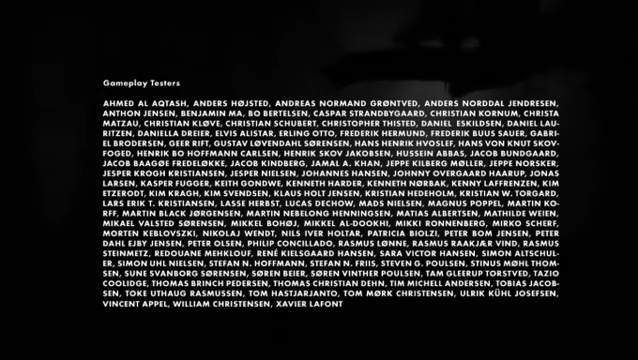 Gameplay Testers
AHMED AL AQTASH, ANDERS HØJSTED, ANDREAS NORMAND GRØNTVED, ANDERS NORDDAL JENDRESEN,
ANTHON JENSEN, BENJAMIN MA, BO BERTELSEN, CASPAR STRANDBYGAARD, CHRISTIAN KORNUM, CHRISTA
MATZAU, CHRISTIAN KLØVE, CHRISTIAN SCHUBERT, CHRISTOPHER THISTED, DANIEL ESKILDSEN, DANIEL LAU-
RITZEN, DANIELLA DREIER, ELVIS ALISTAR, ERLING OTTO, FREDERIK HERMUND, FREDERIK BUUS SAUER, GABRI-
EL BRODERSEN, GEER RIFT, GUSTAV LØVENDAHL SØRENSEN, HANS HENRIK HVOSLEF, HANS VON KNUT SKOV-
FOGED, HENRIK BO HOFFMANN CARLSEN, HENRIK SKOV JAKOBSEN, HUSSEIN ABBAS, JACOB BUNDGAARD,
JACOB BAAGØE FREDELØKKE, JACOB KINDBERG, JAMAL A. KHAN, JEPPE KILBERG MØLLER, JEPPE NORSKER,
JESPER KROGH KRISTIANSEN, JESPER NIELSEN, JOHANNES HANSEN, JOHNNY OVERGAARD HAARUP, JONAS
LARSEN, KASPER FUGGER, KEITH GONDWE, KENNETH HARDER, KENNETH NØRBAK, KENNY LAFFRENZEN, KIM
ETZERODT, KIM KRAGH, KIM SVENDSEN, KLAUS HOLT JENSEN, KRISTIAN HEDEHOLM, KRISTIAN W. TORGARD,
LARS ERIK T. KRISTIANSEN, LASSE HERBST, LUCAS DECHOW, MADS NIELSEN, MAGNUS POPPEL, MARTIN KO-
RFF, MARTIN BLACK JØRGENSEN, MARTIN NEBELONG HENNINGSEN, MATIAS ALBERTSEN, MATHILDE WEIEN,
MIKAEL VALSTED SØRENSEN, MIKKEL BOHØJ, MIKKEL AL-DOOKHI, MIKKI RONNENBERG, MIRKO SCHERF,
MORTEN KEBLOVSZKI, NIKOLAJ WENDT, NILS IVER HOLTAR, PATRICIA BIOLZI, PETER BOM JENSEN, PETER
DAHL EJBY JENSEN, PETER OLSEN, PHILIP CONCILLADO, RASMUS LØNNE, RASMUS RAAKJÆR VIND, RASMUS
STEINMETZ, REDOUANE MEHKLOUF, RENÉ KIELSGAARD HANSEN, SARA VICTOR HANSEN, SIMON ALTSCHUL-
ER, SIMON UHL NIELSEN, STEFAN N. HOFFMANN, STEFAN N. FRIIS, STEVEN G. POULSEN, STINUS MØHL THOM-
SEN, SUNE SVANBORG SØRENSEN, SØREN BEIER, SØREN VINTHER POULSEN, TAM GLEERUP TORSTVED, TAZIO
COOLIDGE, THOMAS BRINCH PEDERSEN, THOMAS CHRISTIAN DEHN, TIM MICHELL ANDERSEN, TOBIAS JACOB-
SEN, TOKE UTHAUG RASMUSSEN, TOM HASTJARJANTO, TOM MØRK CHRISTENSEN, ULRIK KÜHL JOSEFSEN,
VINCENT APPEL, WILLIAM CHRISTENSEN, XAVIER LAFONT